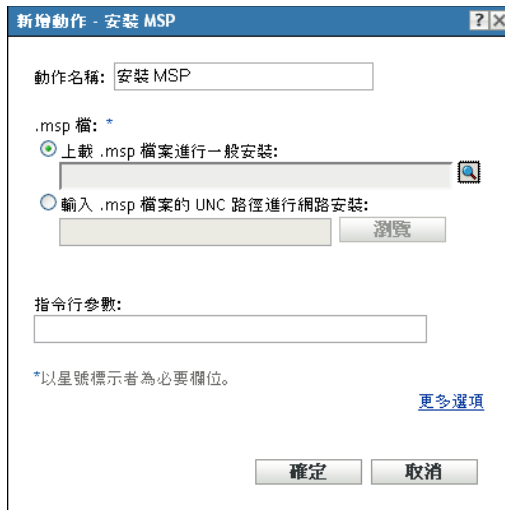 新增動作 - 安裝 MSP
動作名稱: 安裝 MSP
.msp 檔: *
上載 .msp 檔案進行一般安裝:
輸入 .msp 檔案的 UNC 路徑進行網路安裝:
瀏覽
指令行參數:
*以星號標示者為必要欄位。
更多選項
確定 取消